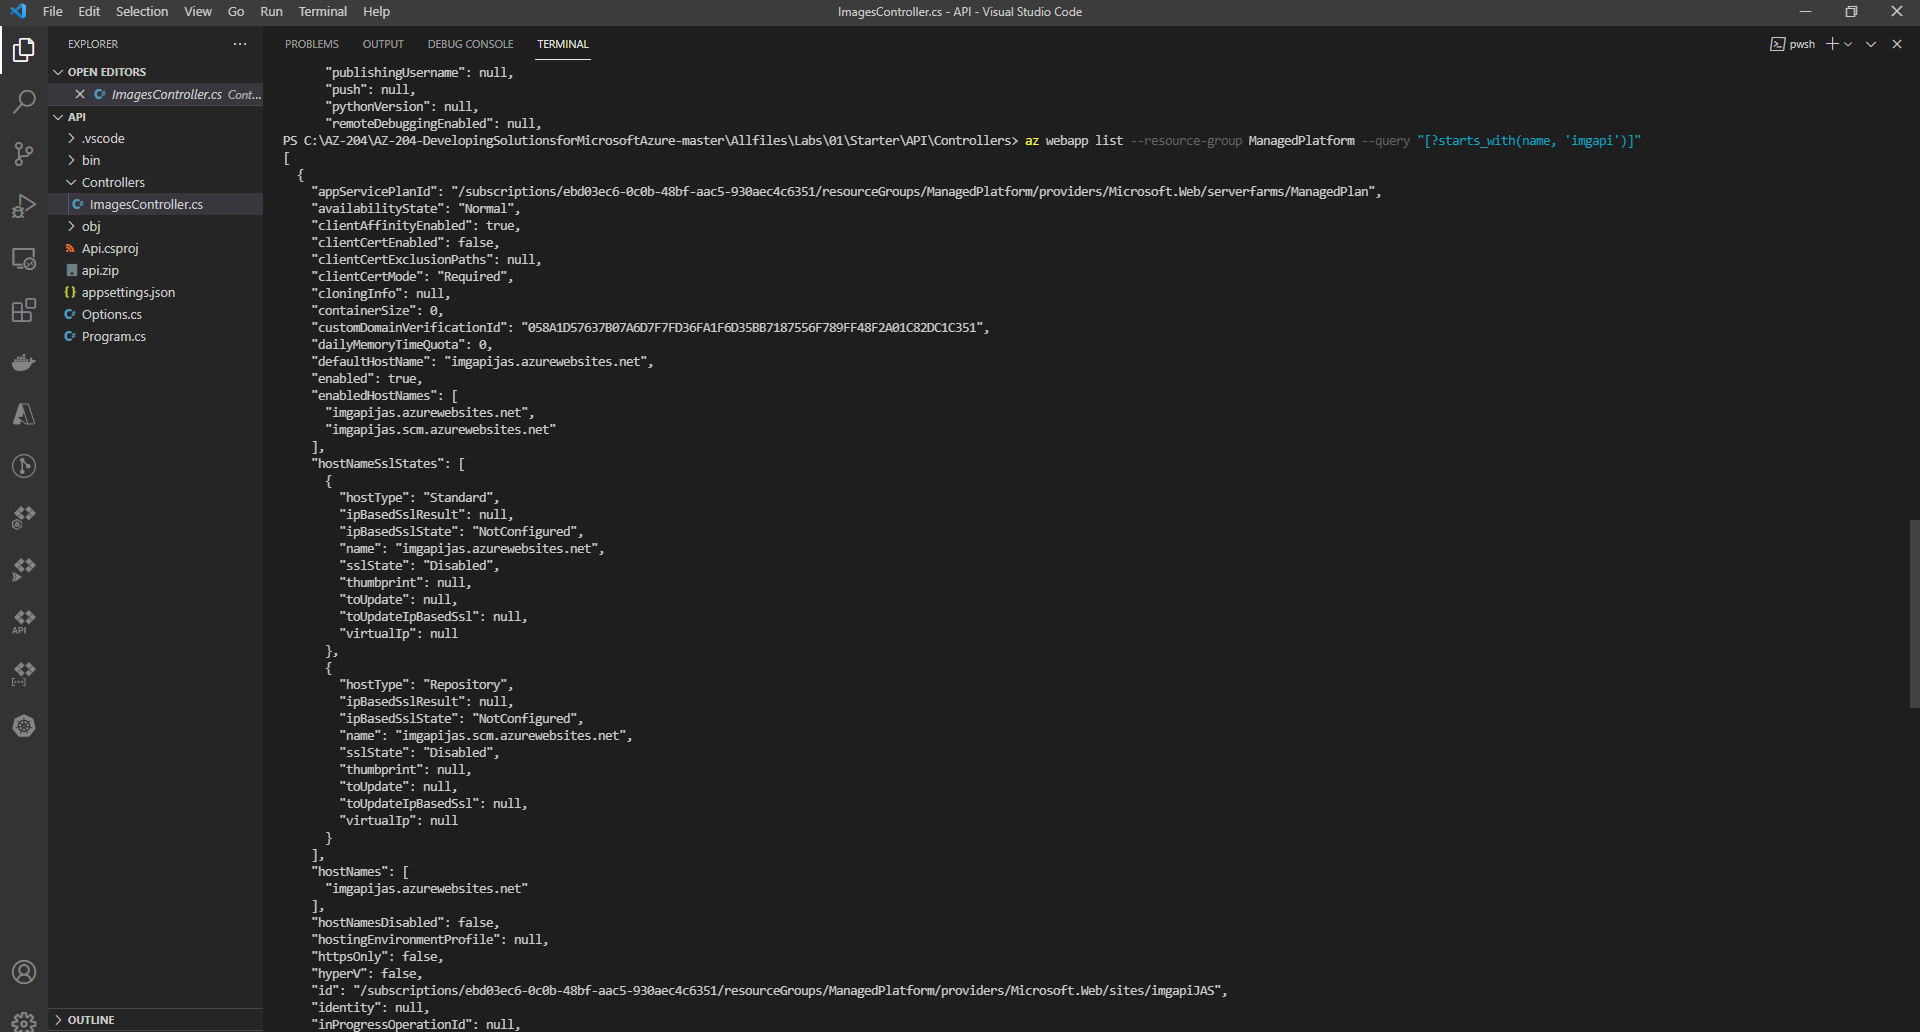 File Edit Selection View Go Run Terminal Help
ImagesController.cs - API - Visual Studio Code
EXPLORER
OPEN EDITORS
ImagesController.cs Cont...
API
.vscode
bin
Controllers
ImagesController.cs
obj
Api.csproj
api.zip
appsettings.json
Options.cs
Program.cs
OUTLINE
API
PROBLEMS OUTPUT DEBUG CONSOLE TERMINAL
pwsh
"publishingUsername": null,
"push": null,
"pythonVersion": null,
"remoteDebuggingEnabled": null,
PS C:\AZ-204\AZ-204-DevelopingSolutionsforMicrosoftAzure-master\Allfiles\Labs\01\Starter\API\Controllers> az webapp list --resource-group ManagedPlatform --query "[?starts_with(name, 'imgapi')]"
[
{
"appServicePlanId": "/subscriptions/ebd03ec6-0c0b-48bf-aac5-930aec4c6351/resourceGroups/ManagedPlatform/providers/Microsoft.Web/serverfarms/ManagedPlan",
"availabilityState": "Normal",
"clientAffinityEnabled": true,
"clientCertEnabled": false,
"clientCertExclusionPaths": null,
"clientCertMode": "Required",
"cloningInfo": null,
"containerSize": 0,
"customDomainVerificationId": "058A1D57637B07A6D7F7FD36FA1F6D35BB7187556F789FF48F2A01C82DC1C351",
"dailyMemoryTimeQuota": 0,
"defaultHostName": "imgapijas.azurewebsites.net",
"enabled": true,
"enabledHostNames": [
"imgapijas.azurewebsites.net",
"imgapijas.scm.azurewebsites.net"
],
"hostNameSslStates": [
{
"hostType": "Standard",
"ipBasedSslResult": null,
"ipBasedSslState": "NotConfigured",
"name": "imgapijas.azurewebsites.net",
"sslState": "Disabled",
"thumbprint": null,
"toUpdate": null,
"toUpdateIpBasedSsl": null,
"virtualIp": null
},
{
"hostType": "Repository",
"ipBasedSslResult": null,
"ipBasedSslState": "NotConfigured",
"name": "imgapijas.scm.azurewebsites.net",
"sslState": "Disabled",
"thumbprint": null,
"toUpdate": null,
"toUpdateIpBasedSsl": null,
"virtualIp": null
}
],
"hostNames": [
"imgapijas.azurewebsites.net"
],
"hostNamesDisabled": false,
"hostingEnvironmentProfile": null,
"httpsOnly": false,
"hyperV": false,
"id": "/subscriptions/ebd03ec6-0c0b-48bf-aac5-930aec4c6351/resourceGroups/ManagedPlatform/providers/Microsoft.Web/sites/imgapiJAS",
"identity": null,
"inProgressOperationId": null,